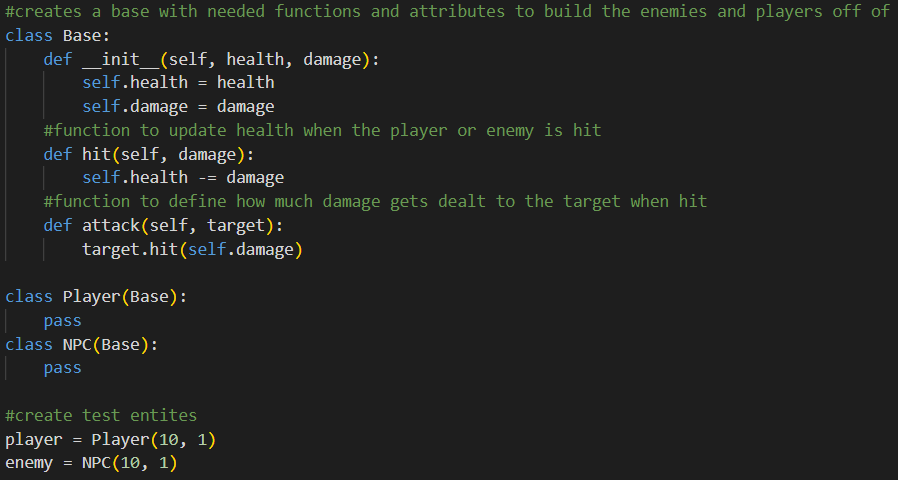 #creates a base with needed functions and attributes to build the enemies and players off of
class Base:
    def __init__(self, health, damage):
        self.health = health
        self.damage = damage
    #function to update health when the player or enemy is hit
    def hit(self, damage):
        self.health -= damage
    #function to define how much damage gets dealt to the target when hit
    def attack(self, target):
        target.hit(self.damage)

class Player(Base):
    pass
class NPC(Base):
    pass

#create test entites
player = Player(10, 1)
enemy = NPC(10, 1)